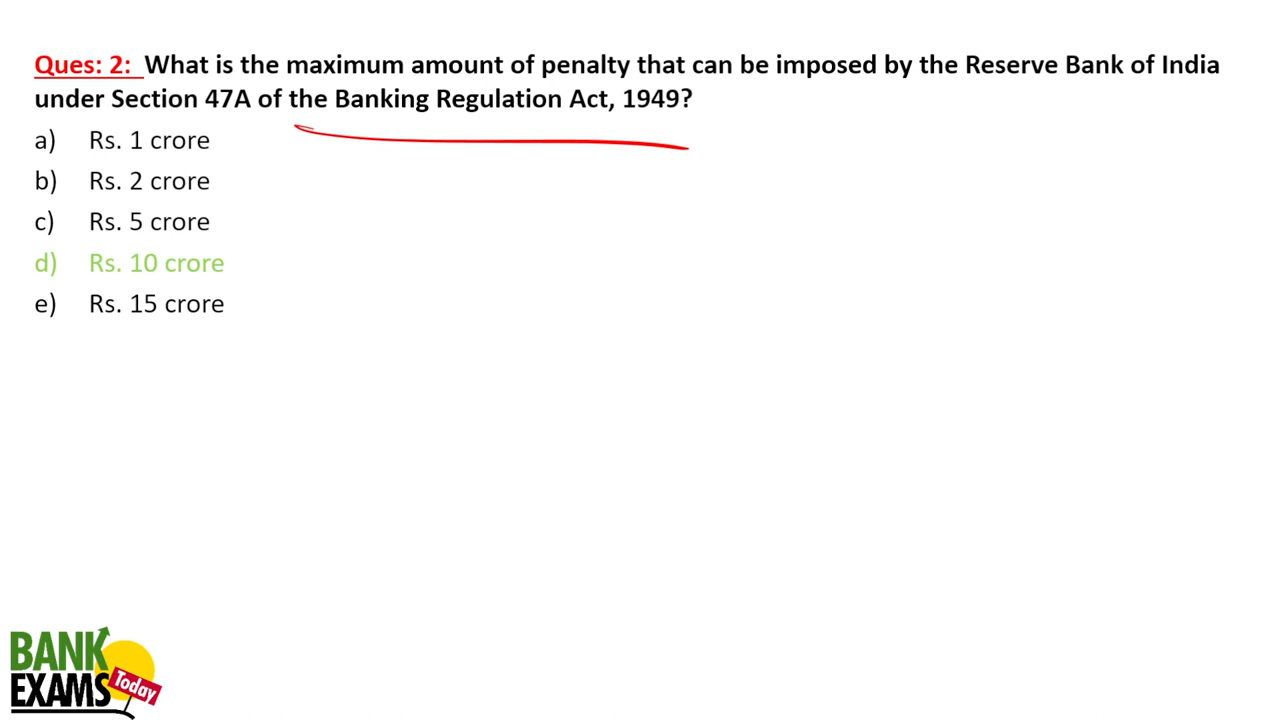 Ques: 2: What is the maximum amount of penalty that can be imposed by the Reserve Bank of India
under Section 47A of the Banking Regulation Act, 1949?
a) Rs. 1 crore
b) Rs. 2 crore
c) Rs. 5 crore
d) Rs. 10 crore
e) Rs. 15 crore
BANK
EXAMS Today